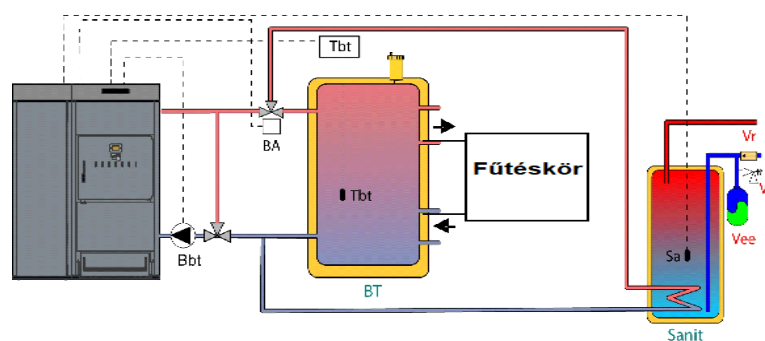 Tbt
BA
Vr
Fűtéskör
V
Tbt
Vee
Sa
Bbt
BT
Sanit